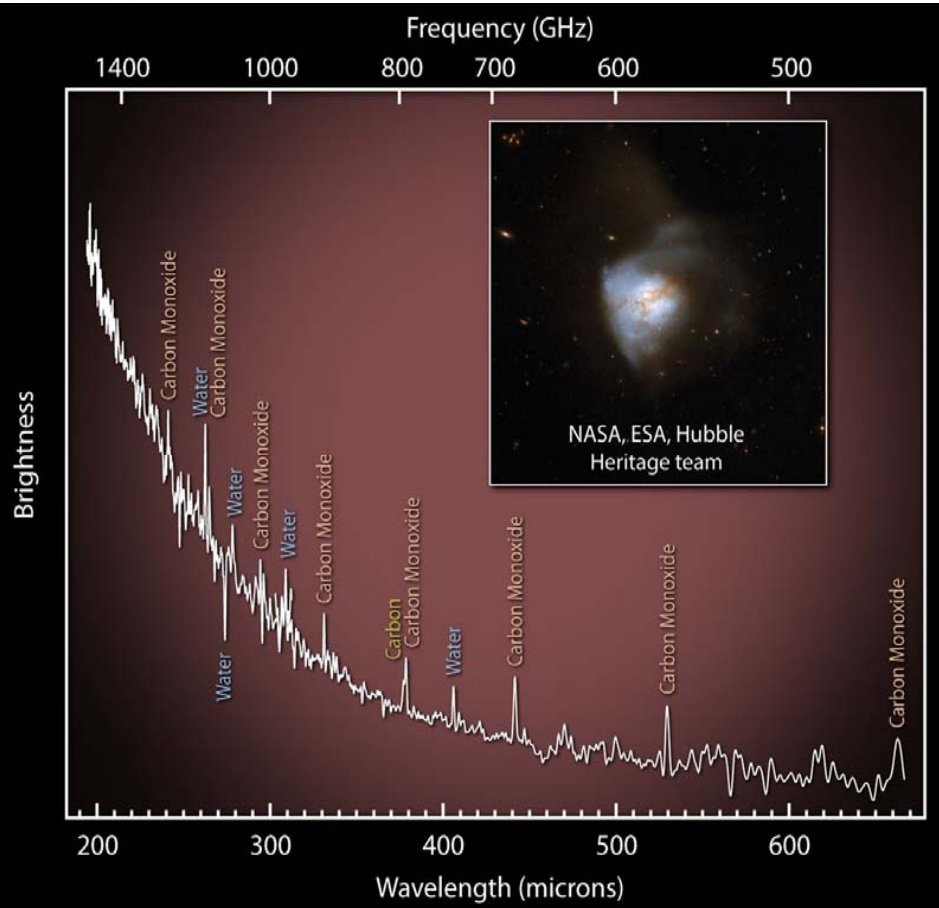 Frequency (GHz)
1400 1000 800 700 600 500
NASA, ESA, Hubble
Heritage team
Carbon Monoxide
Water
Carbon Monoxide
Water
Water
Carbon Monoxide
Water
Carbon Monoxide
Carbon
Carbon Monoxide
Water
Carbon Monoxide
Carbon Monoxide
Carbon Monoxide
Brightness
200 300 400 500 600
Wavelength (microns)